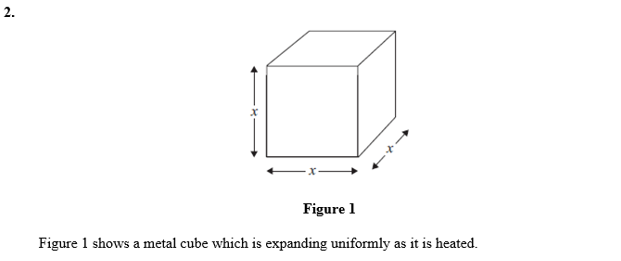 2.
x
x
x
Figure 1
Figure 1 shows a metal cube which is expanding uniformly as it is heated.